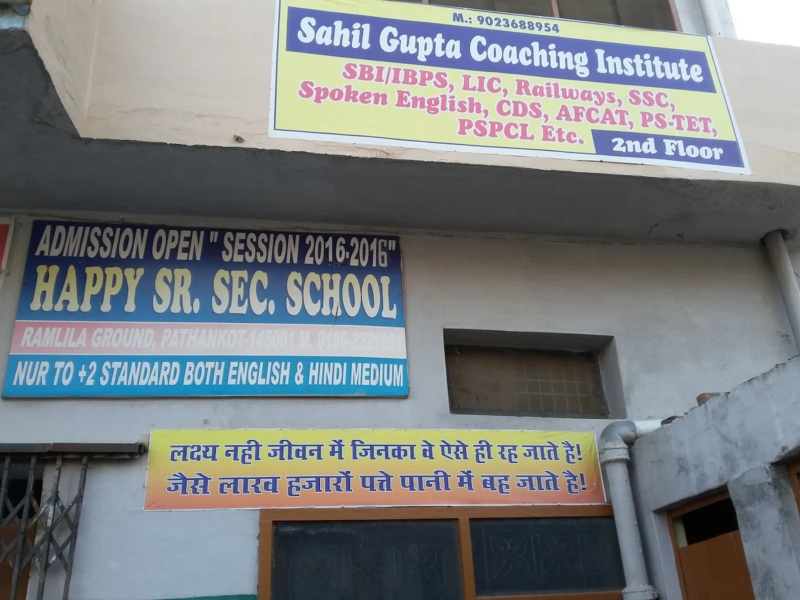 M.: 9023688954
Sahil Gupta Coaching Institute
SBI/IBPS, LIC, Railways, SSC,
Spoken English, CDS, AFCAT, PS-TET,
PSPCL Etc.
2nd Floor
ADMISSION OPEN " SESSION 2016-2016"
HAPPY SR. SEC. SCHOOL
RAMLILA GROUND, PATHANKOT-145001 M.
NUR TO +2 STANDARD BOTH ENGLISH & HINDI MEDIUM
लक्ष्य नही जीवन में जिनका वे ऐसे ही रह जाते है!
जैसे लाख हजारों पत्ते पानी में बह जाते है!